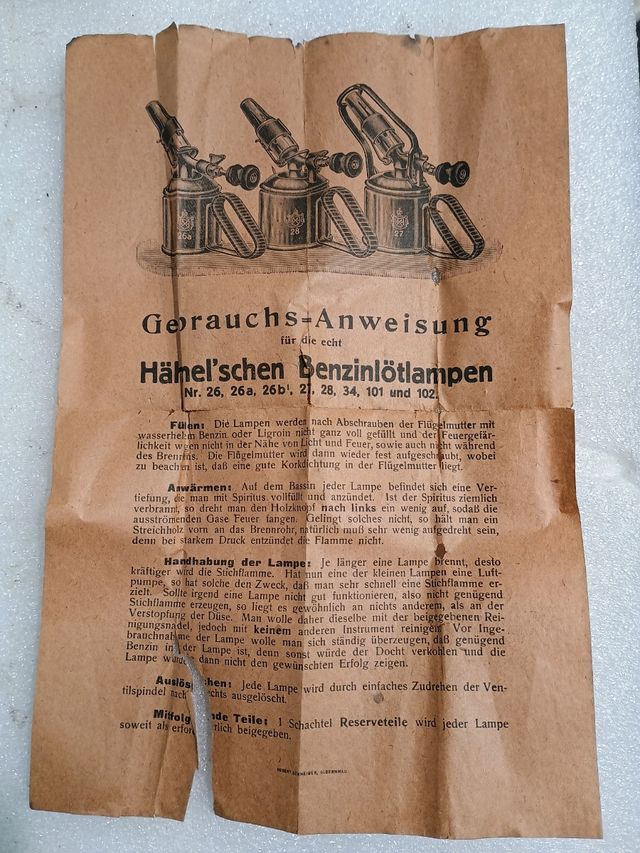 26a
28
27
Gebrauchs=Anweisung
für die echt
Hähnel'schen Benzinlötlampen
Nr. 26, 26a, 26b¹, 27, 28, 34, 101 und 102.
Füllen: Die Lampen werden nach Abschrauben der Flügelmutter mit
wasserhellem Benzin oder Ligroin nicht ganz voll gefüllt und der Feuergefähr-
lichkeit wegen nicht in der Nähe von Licht und Feuer, sowie auch nicht während
des Brennens. Die Flügelmutter wird dann wieder fest aufgeschraubt, wobei
zu beachten ist, daß eine gute Korkdichtung in der Flügelmutter liegt.
Anwärmen: Auf dem Bassin jeder Lampe befindet sich eine Ver-
tiefung, die man mit Spiritus vollfüllt und anzündet. Ist der Spiritus ziemlich
verbrannt, so dreht man den Holzknopf nach links ein wenig auf, sodaß die
ausströmenden Gase Feuer fangen. Gelingt solches nicht, so hält man ein
Streichholz vorn an das Brennrohr, natürlich muß sehr wenig aufgedreht sein,
denn bei starkem Druck entzündet die Flamme nicht.
Handhabung der Lampe: Je länger eine Lampe brennt, desto
kräftiger wird die Stichflamme. Hat nun eine der kleinen Lampen eine Luft-
pumpe, so hat solche den Zweck, daß man sehr schnell eine Stichflamme er-
zielt. Sollte irgend eine Lampe nicht gut funktionieren, also nicht genügend
Stichflamme erzeugen, so liegt es gewöhnlich an nichts anderem, als an der
Verstopfung der Düse. Man wolle daher dieselbe mit der beigegebenen Rei-
nigungsnadel, jedoch mit keinem anderen Instrument reinigen. Vor Inge-
brauchnahme der Lampe wolle man sich ständig überzeugen, daß genügend
Benzin in der Lampe ist, denn sonst würde der Docht verkohlen und die
Lampe würde dann nicht den gewünschten Erfolg zeigen.
Auslöschen: Jede Lampe wird durch einfaches Zudrehen der Ven-
tilspindel nach rechts ausgelöscht.
Mitfolgende Teile: 1 Schachtel Reserveteile wird jeder Lampe
soweit als erforderlich beigegeben.
OLBERNHAU